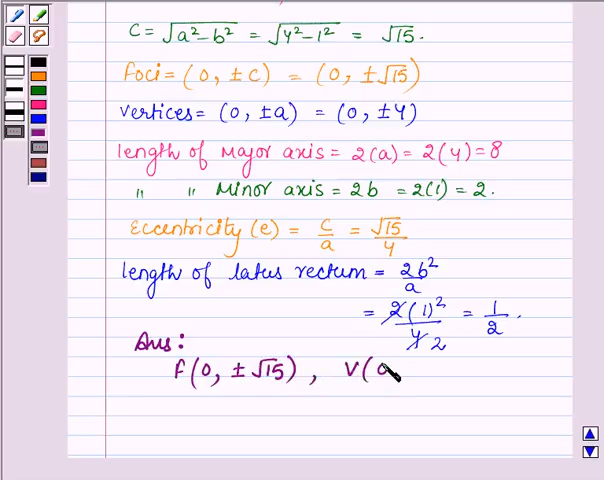 C = √a²-b² = √4²-1² = √15.
foci = (0, ±c) = (0, ±√15)
vertices = (0, ±a) = (0, ±4)
length of Major axis = 2(a) = 2(4) = 8
" " Minor axis = 2b = 2(1) = 2.
Eccentricity (e) = c/a = √15/4
length of latus rectum = 2b²/a
= 2(1)²/4 2 = 1/2.
Ans:
F(0, ±√15), V(0